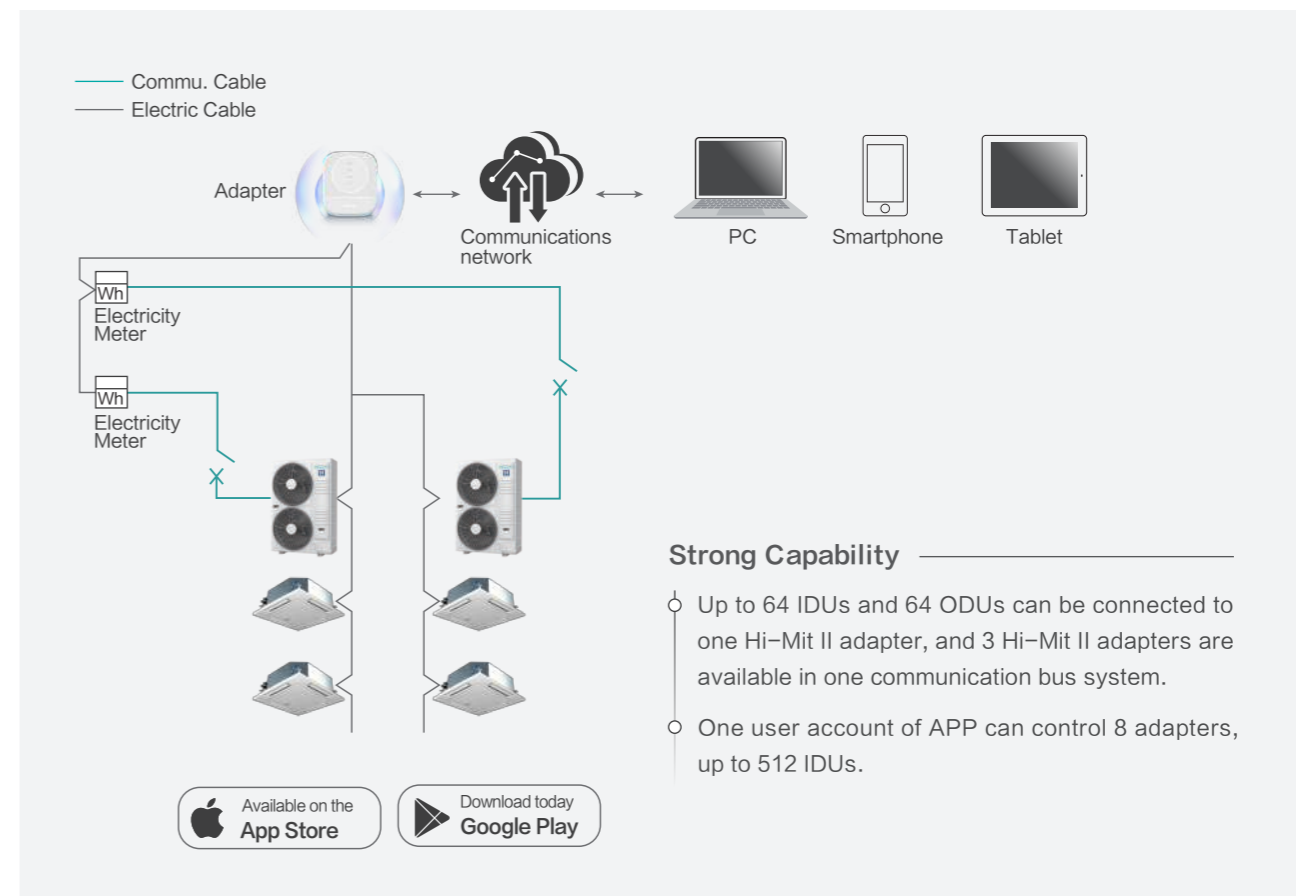 Commu. Cable
Electric Cable
Adapter
Communications
network
PC
Smartphone
Tablet
Wh
Electricity
Meter
Wh
Electricity
Meter
Strong Capability
Up to 64 IDUs and 64 ODUs can be connected to
one Hi-Mit II adapter, and 3 Hi-Mit II adapters are
available in one communication bus system.
One user account of APP can control 8 adapters,
up to 512 IDUs.
Available on the
App Store
Download today
Google Play